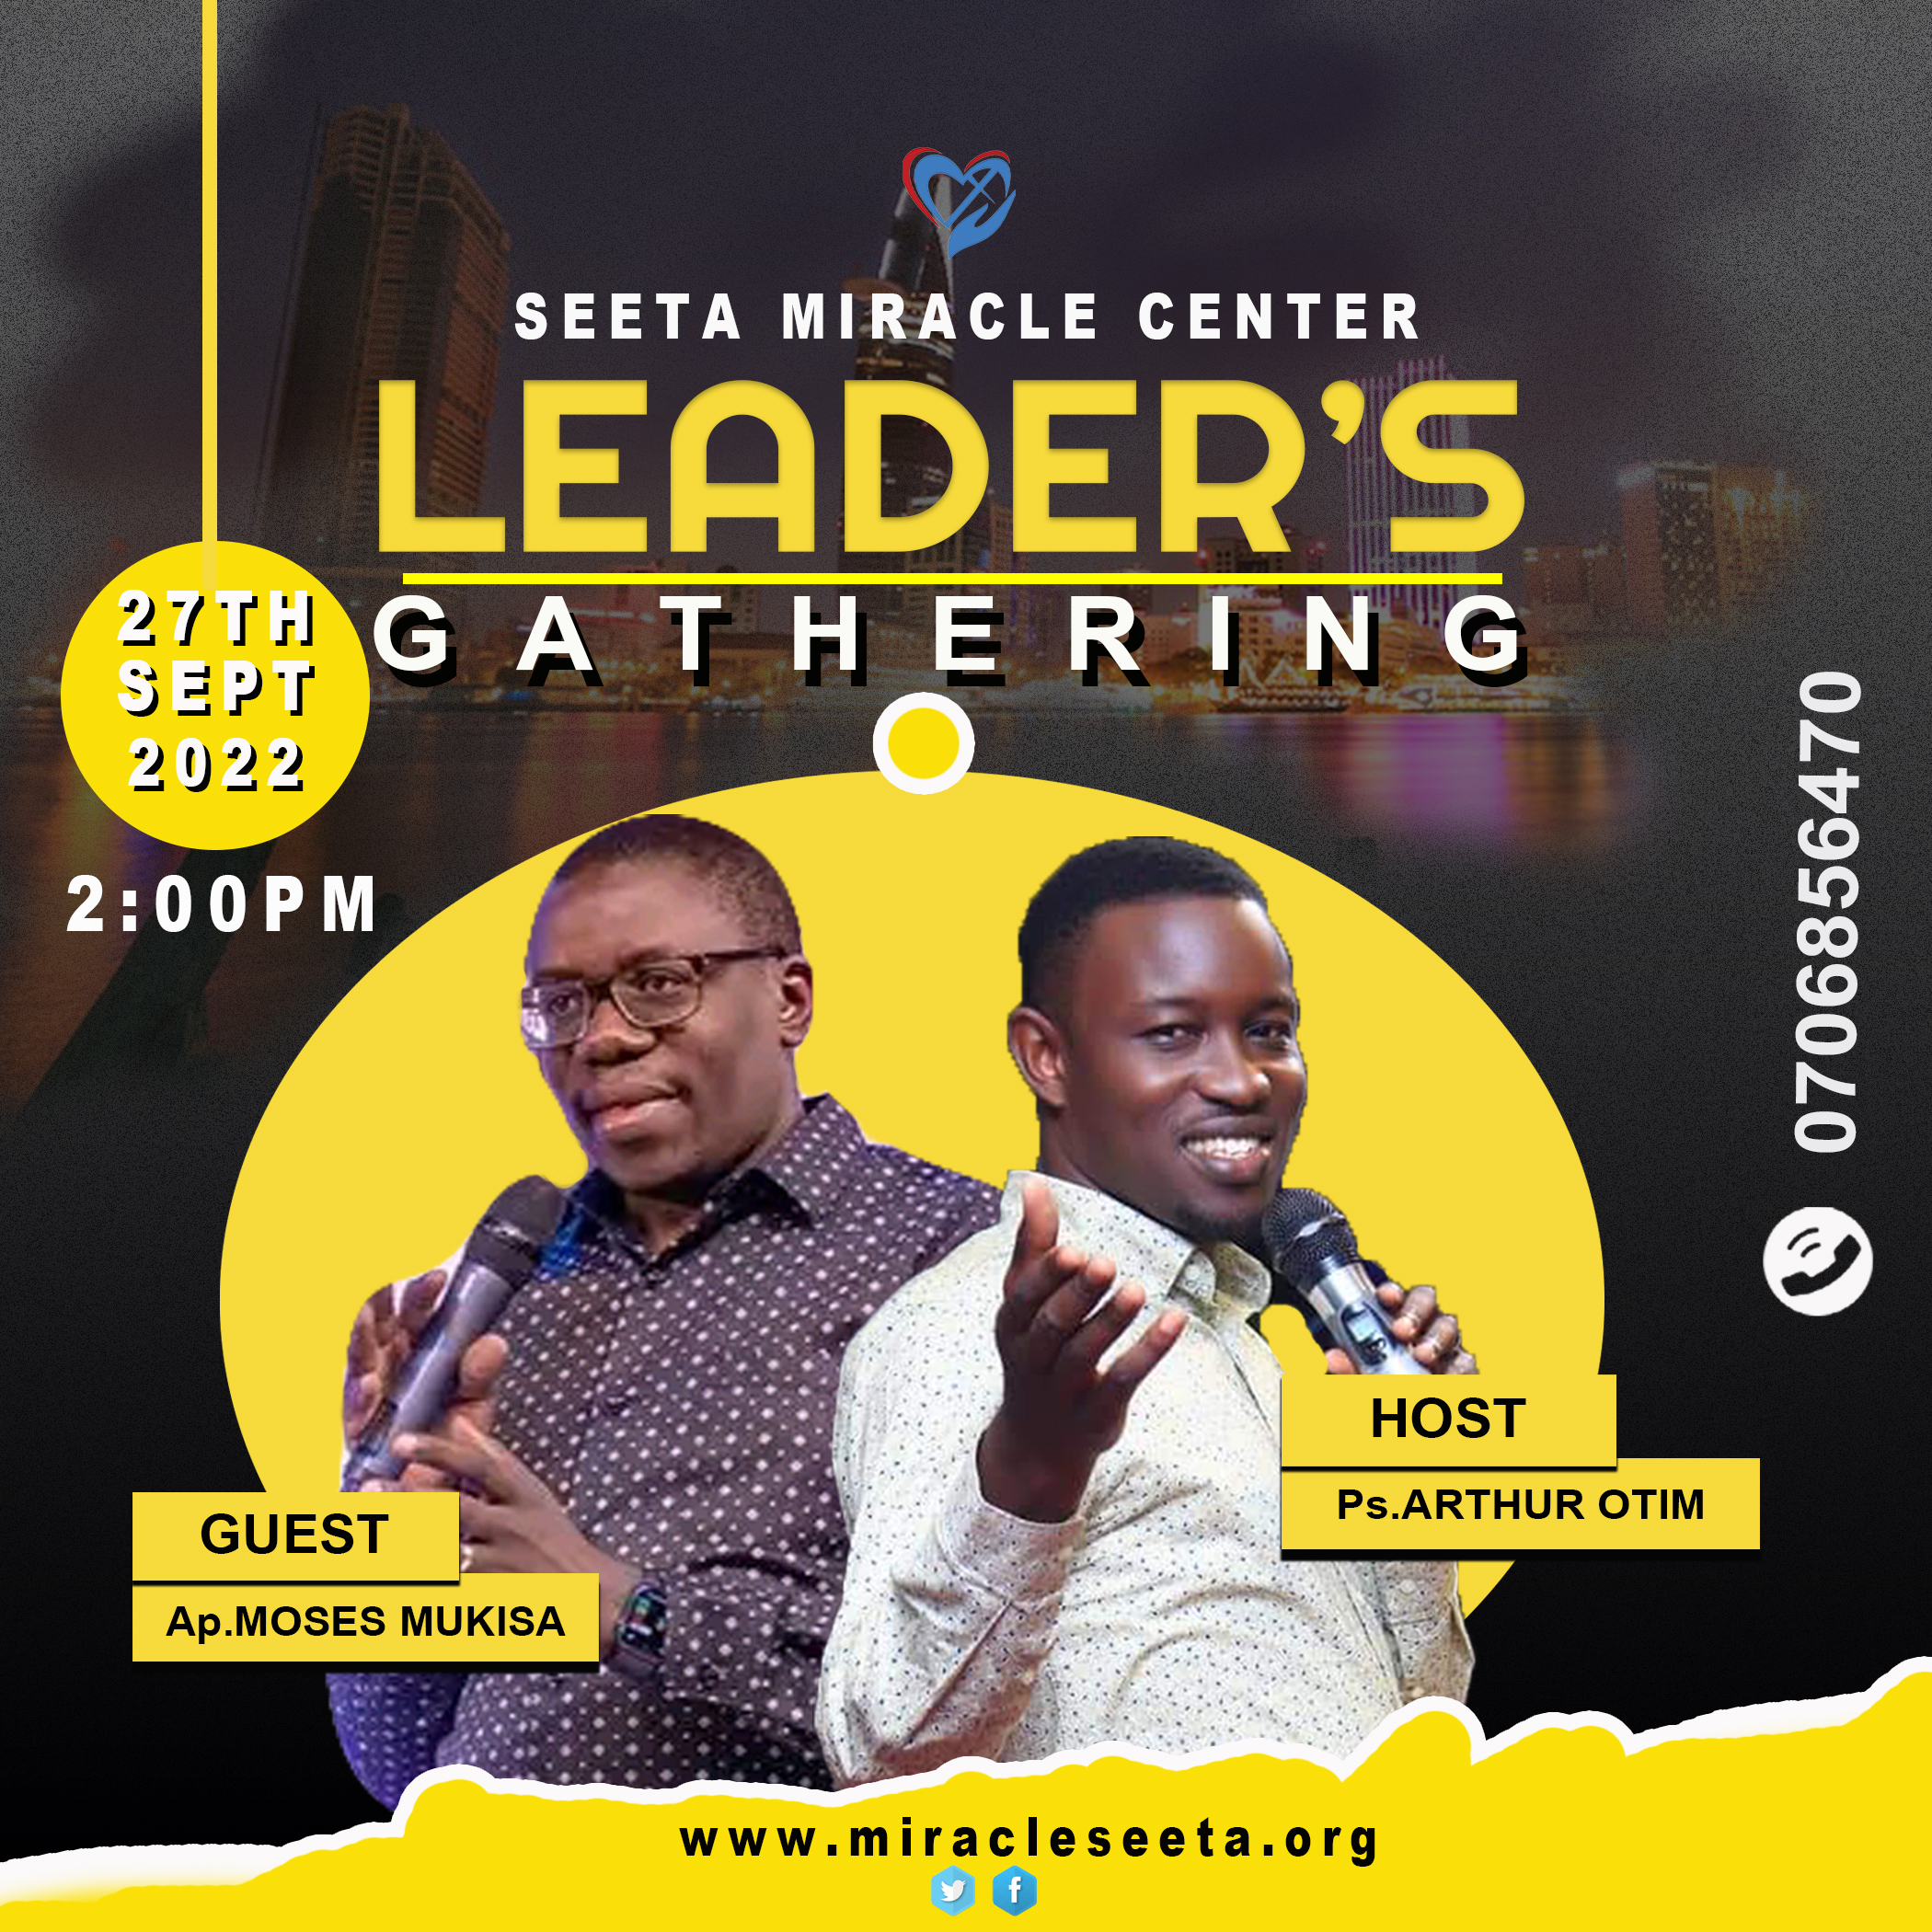 SEETA MIRACLE CENTER
LEADER'S
GATHERING
27TH
SEPT
2022
2:00PM
0706856470
HOST
Ps.ARTHUR OTIM
GUEST
Ap.MOSES MUKISA
www.miracleseeta.org